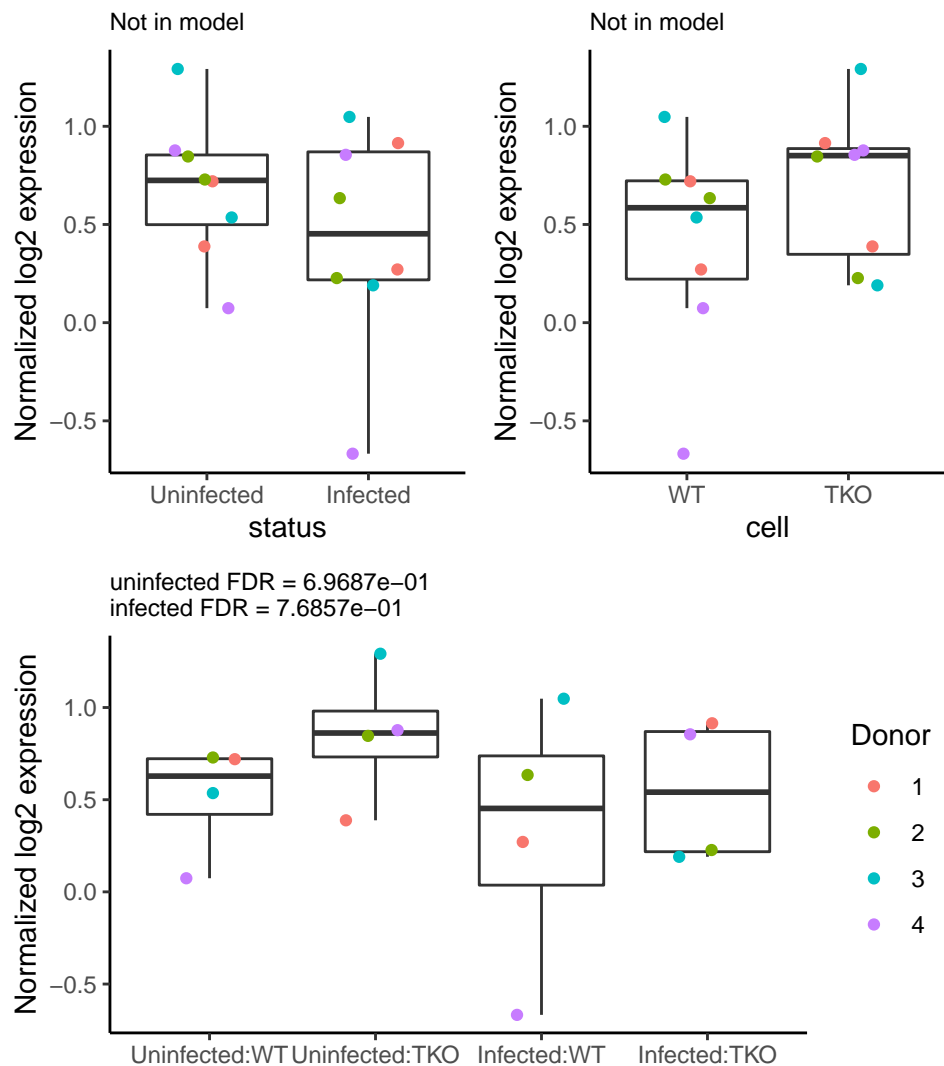 Not in model
Normalized log2 expression
1.0
0.5
0.0
−0.5
Uninfected Infected
status
Not in model
Normalized log2 expression
1.0
0.5
0.0
−0.5
WT TKO
cell
uninfected FDR = 6.9687e−01
infected FDR = 7.6857e−01
Normalized log2 expression
1.0
0.5
0.0
−0.5
Uninfected:WT Uninfected:TKO Infected:WT Infected:TKO
Donor
1
2
3
4